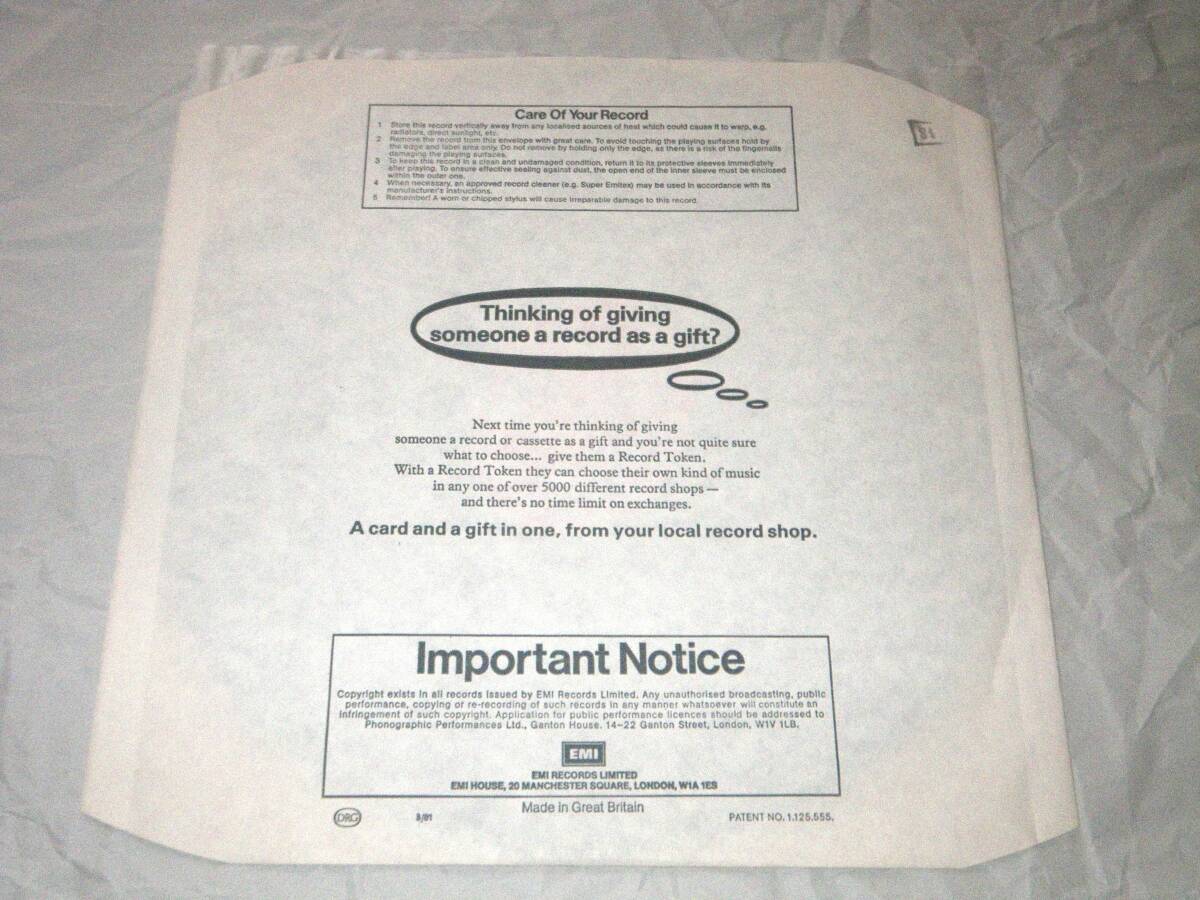 Care Of Your Record
1 Store this record vertically away from any localised sources of heat which could cause it to warp, e.g.
radiators, direct sunlight, etc.
2 Remove the record from this envelope with great care. To avoid touching the playing surfaces hold by
the edge and label area only. Do not remove by holding only the edge, as there is a risk of the fingernails
damaging the playing surfaces.
3 To keep this record in a clean and undamaged condition, return it to its protective sleeves immediately
after playing. To ensure effective sealing against dust, the open end of the inner sleeve must be enclosed
within the outer one.
4 When necessary, an approved record cleaner (e.g. Super Emitex) may be used in accordance with its
manufacturer's instructions.
5 Remember! A worn or chipped stylus will cause irreparable damage to this record.
Thinking of giving
someone a record as a gift?
Next time you're thinking of giving
someone a record or cassette as a gift and you're not quite sure
what to choose... give them a Record Token.
With a Record Token they can choose their own kind of music
in any one of over 5000 different record shops —
and there's no time limit on exchanges.
A card and a gift in one, from your local record shop.
Important Notice
Copyright exists in all records issued by EMI Records Limited. Any unauthorised broadcasting, public
performance, copying or re-recording of such records in any manner whatsoever will constitute an
infringement of such copyright. Application for public performance licences should be addressed to
Phonographic Performances Ltd., Ganton House. 14–22 Ganton Street, London, W1V 1LB.
EMI
EMI RECORDS LIMITED
EMI HOUSE, 20 MANCHESTER SQUARE, LONDON, W1A 1ES
Made in Great Britain
DRG
PATENT NO. 1.125.555.